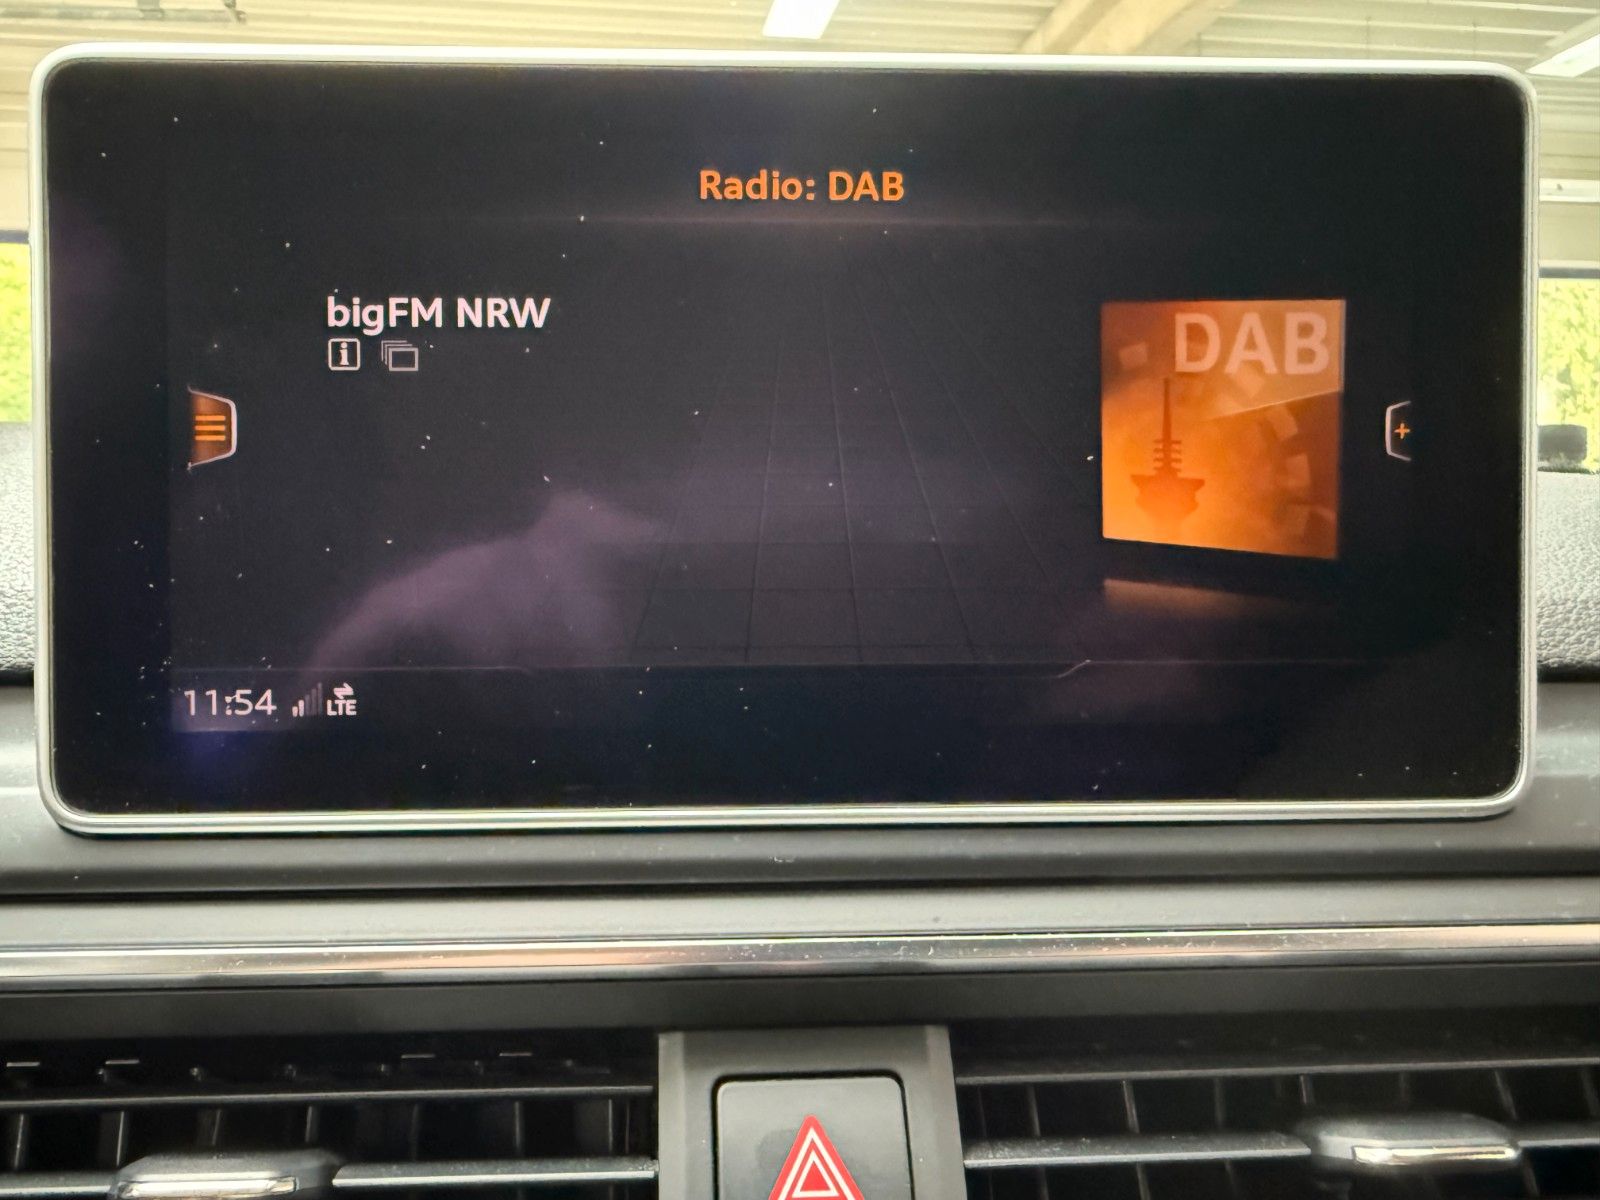 Radio: DAB
bigFM NRW
DAB
11:54 LTE